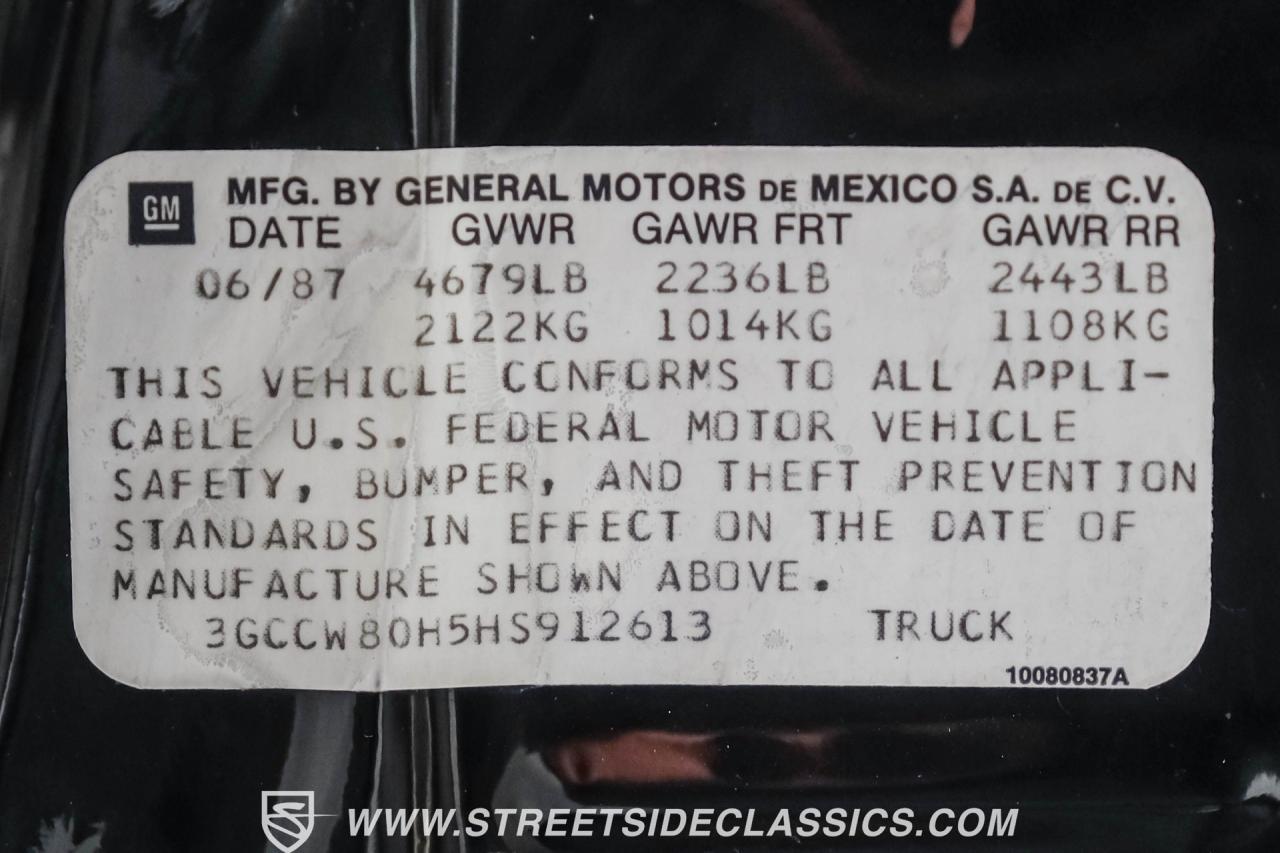 GM MFG. BY GENERAL MOTORS DE MEXICO S.A. DE C.V.
DATE GVWR GAWR FRT GAWR RR
06/87 4679LB 2236LB 2443LB
2122KG 1014KG 1108KG
THIS VEHICLE CONFORMS TO ALL APPLI-
CABLE U.S. FEDERAL MOTOR VEHICLE
SAFETY, BUMPER, AND THEFT PREVENTION
STANDARDS IN EFFECT ON THE DATE OF
MANUFACTURE SHOWN ABOVE.
3GCCW80H5HS912613 TRUCK
10080837A
WWW.STREETSIDECLASSICS.COM